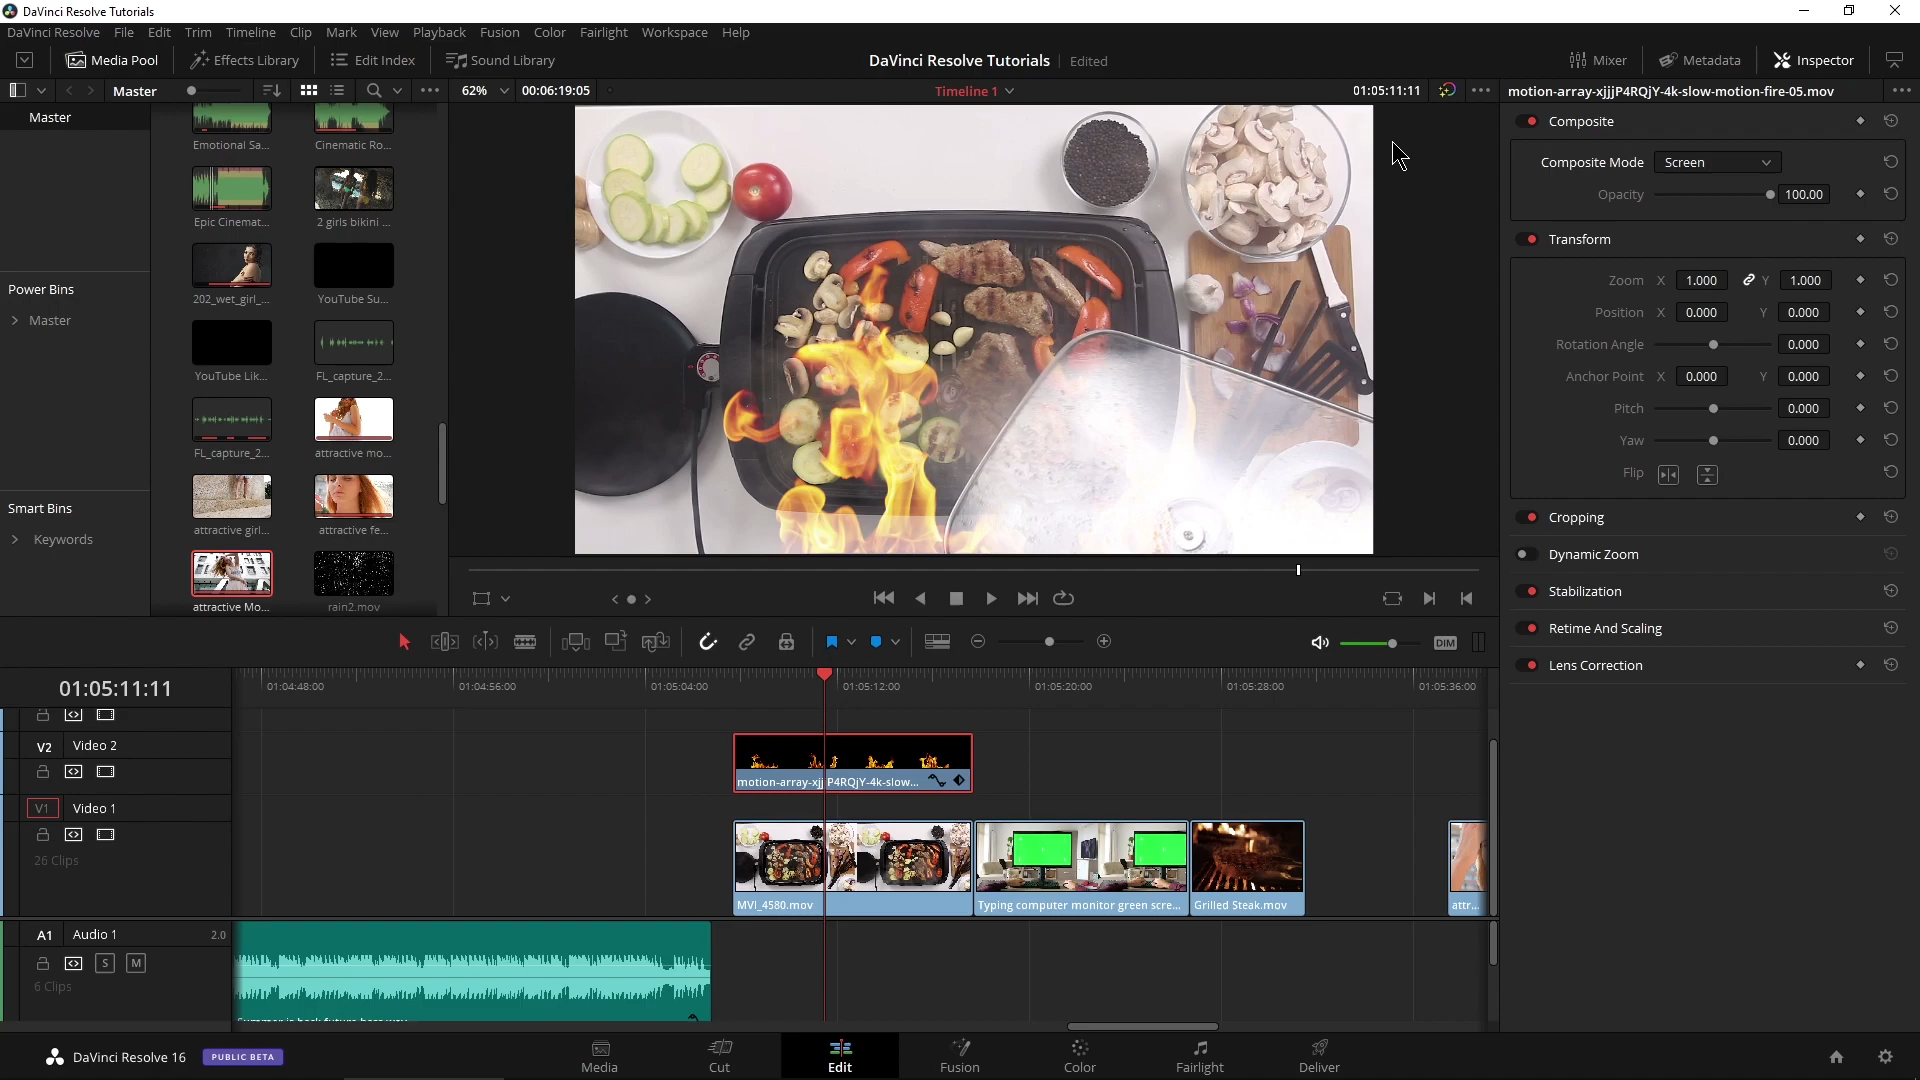 DaVinci Resolve Tutorials
DaVinci Resolve File Edit Trim Timeline Clip Mark View Playback Fusion Color Fairlight Workspace Help
Media Pool Effects Library Edit Index Sound Library DaVinci Resolve Tutorials Edited Mixer Metadata Inspector
Master 62% 00:06:19:05 Timeline 1 01:05:11:11 motion-array-xjjjP4RQjY-4k-slow-motion-fire-05.mov
Master
Emotional Sa... Cinematic Ro...
Epic Cinemat... 2 girls bikini ...
202_wet_girl_... YouTube Su...
YouTube Lik... FL_capture_2...
FL_capture_2... attractive mo...
attractive girl... attractive fe...
attractive Mo... rain2.mov
Power Bins
Master
Smart Bins
Keywords
Composite
Composite Mode Screen
Opacity 100.00
Transform
Zoom X 1.000 Y 1.000
Position X 0.000 Y 0.000
Rotation Angle 0.000
Anchor Point X 0.000 Y 0.000
Pitch 0.000
Yaw 0.000
Flip
Cropping
Dynamic Zoom
Stabilization
Retime And Scaling
Lens Correction
DIM
01:05:11:11
01:04:48:00 01:04:56:00 01:05:04:00 01:05:12:00 01:05:20:00 01:05:28:00 01:05:36:00
V2 Video 2
motion-array-xjj P4RQjY-4k-slow...
V1 Video 1
26 Clips
MVI_4580.mov Typing computer monitor green scre... Grilled Steak.mov attr...
A1 Audio 1 2.0
S M
6 Clips
DaVinci Resolve 16 PUBLIC BETA
Media Cut Edit Fusion Color Fairlight Deliver